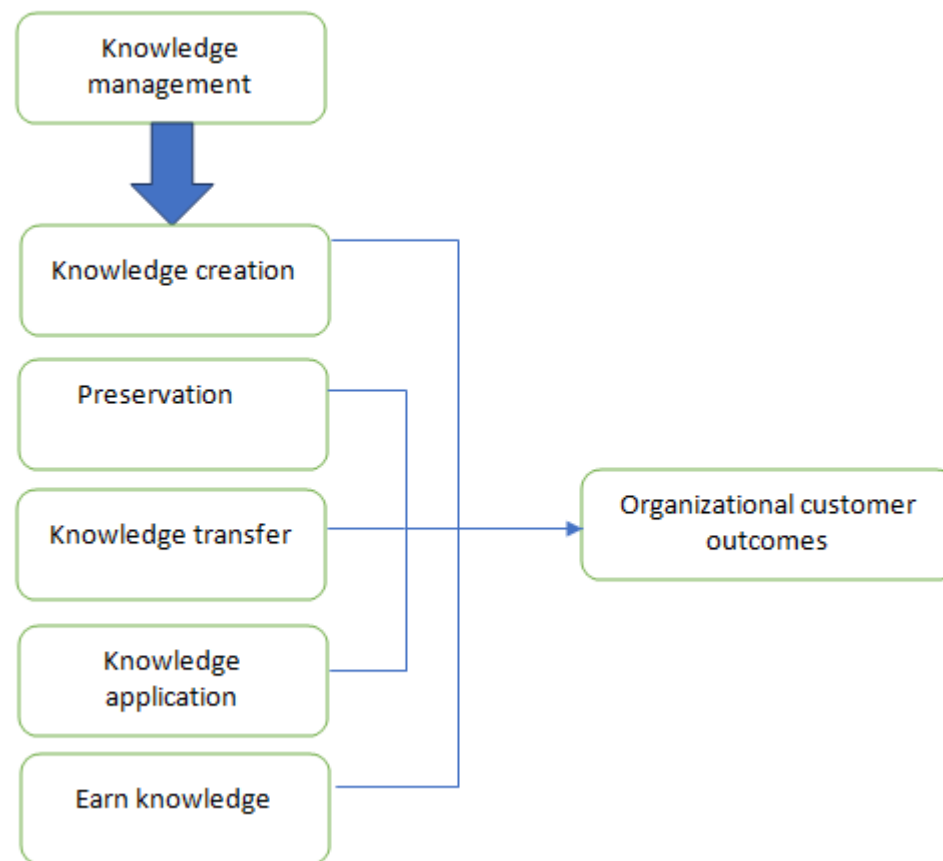 Knowledge
management
Knowledge creation
Preservation
Knowledge transfer
Organizational customer
outcomes
Knowledge
application
Earn knowledge